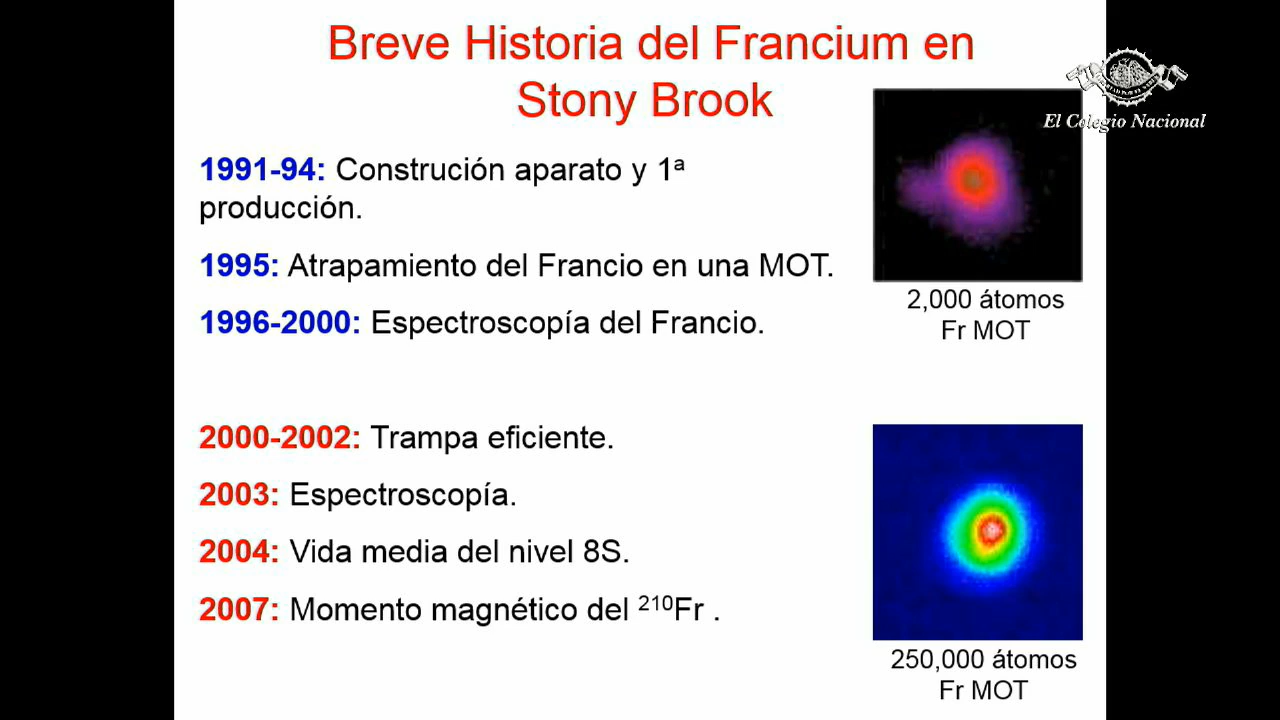 Breve Historia del Francium en
Stony Brook
El Colegio Nacional
1991-94: Construción aparato y 1ª
producción.
1995: Atrapamiento del Francio en una MOT.
1996-2000: Espectroscopía del Francio.
2,000 átomos
Fr MOT
2000-2002: Trampa eficiente.
2003: Espectroscopía.
2004: Vida media del nivel 8S.
2007: Momento magnético del ²¹⁰Fr .
250,000 átomos
Fr MOT